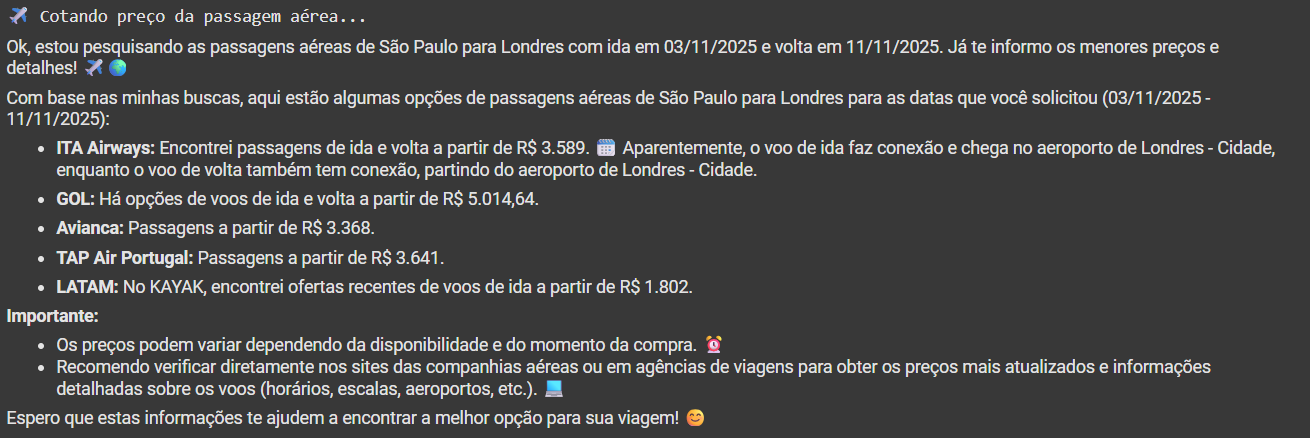 ✈️ Cotando preço da passagem aérea...
Ok, estou pesquisando as passagens aéreas de São Paulo para Londres com ida em 03/11/2025 e volta em 11/11/2025. Já te informo os menores preços e
detalhes! ✈️ 🌍
Com base nas minhas buscas, aqui estão algumas opções de passagens aéreas de São Paulo para Londres para as datas que você solicitou (03/11/2025 -
11/11/2025):
• ITA Airways: Encontrei passagens de ida e volta a partir de R$ 3.589. 🗓️ Aparentemente, o voo de ida faz conexão e chega no aeroporto de Londres - Cidade,
enquanto o voo de volta também tem conexão, partindo do aeroporto de Londres - Cidade.
• GOL: Há opções de voos de ida e volta a partir de R$ 5.014,64.
• Avianca: Passagens a partir de R$ 3.368.
• TAP Air Portugal: Passagens a partir de R$ 3.641.
• LATAM: No KAYAK, encontrei ofertas recentes de voos de ida a partir de R$ 1.802.
Importante:
• Os preços podem variar dependendo da disponibilidade e do momento da compra. ⏰
• Recomendo verificar diretamente nos sites das companhias aéreas ou em agências de viagens para obter os preços mais atualizados e informações
detalhadas sobre os voos (horários, escalas, aeroportos, etc.). 💻
Espero que estas informações te ajudem a encontrar a melhor opção para sua viagem! 😊